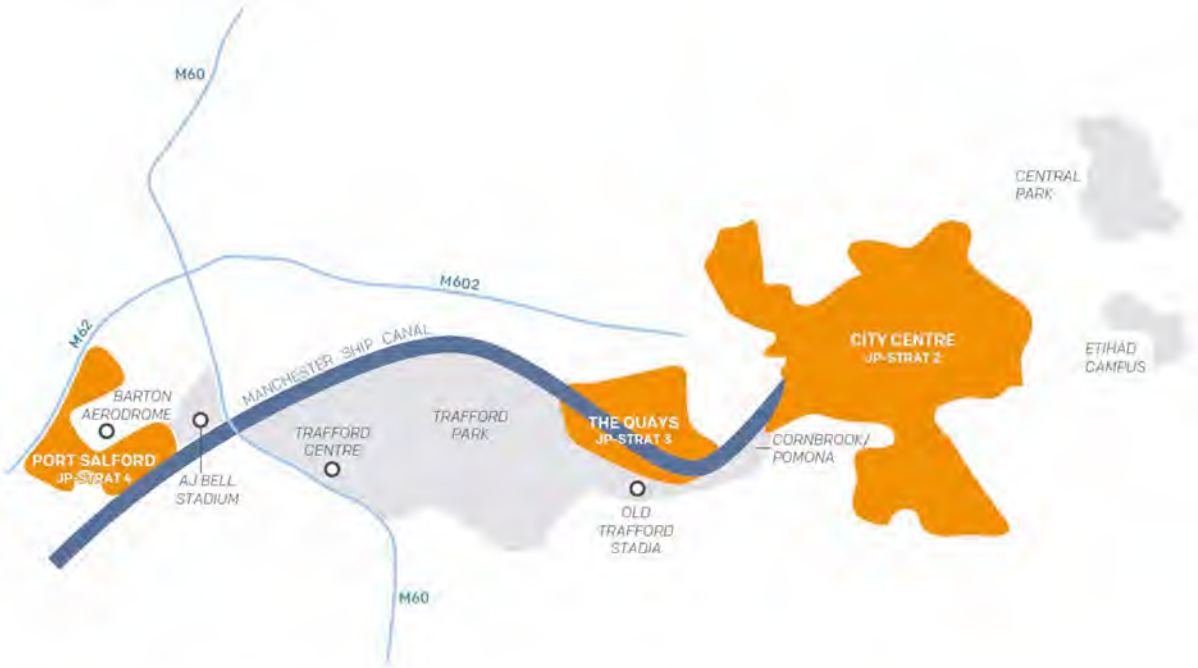 M60
CENTRAL
PARK
M602
M62
MANCHESTER SHIP CANAL
CITY CENTRE
JP-STRAT 2
ETIHAD
CAMPUS
BARTON
AERODROME
TRAFFORD
PARK
THE QUAYS
JP-STRAT 3
TRAFFORD
CENTRE
CORNBROOK/
POMONA
PORT SALFORD
JP-STRAT 4
AJ BELL
STADIUM
OLD
TRAFFORD
STADIA
M60